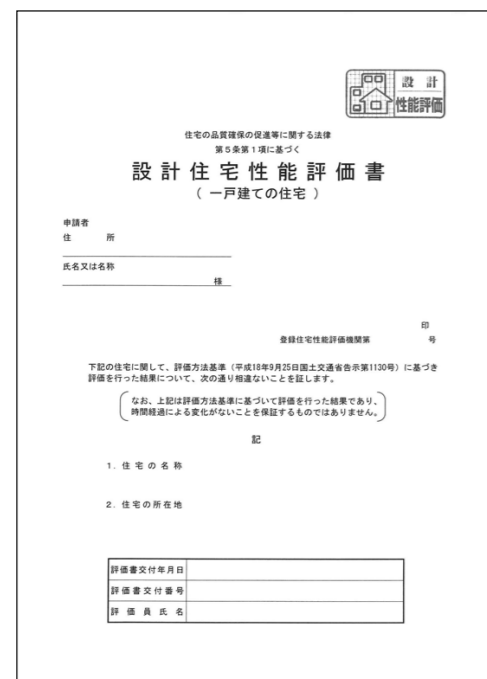 設 計
性能評価
住宅の品質確保の促進等に関する法律
第5条第1項に基づく
設計住宅性能評価書
( 一戸建ての住宅 )
申請者
住 所
氏名又は名称
様
印
登録住宅性能評価機関第 号
下記の住宅に関して、評価方法基準(平成18年9月25日国土交通省告示第1130号)に基づき
評価を行った結果について、次の通り相違ないことを証します。
なお、上記は評価方法基準に基づいて評価を行った結果であり、
時間経過による変化がないことを保証するものではありません。
記
1.住宅の名称
2.住宅の所在地
評価書交付年月日
評価書交付番号
評価員氏名